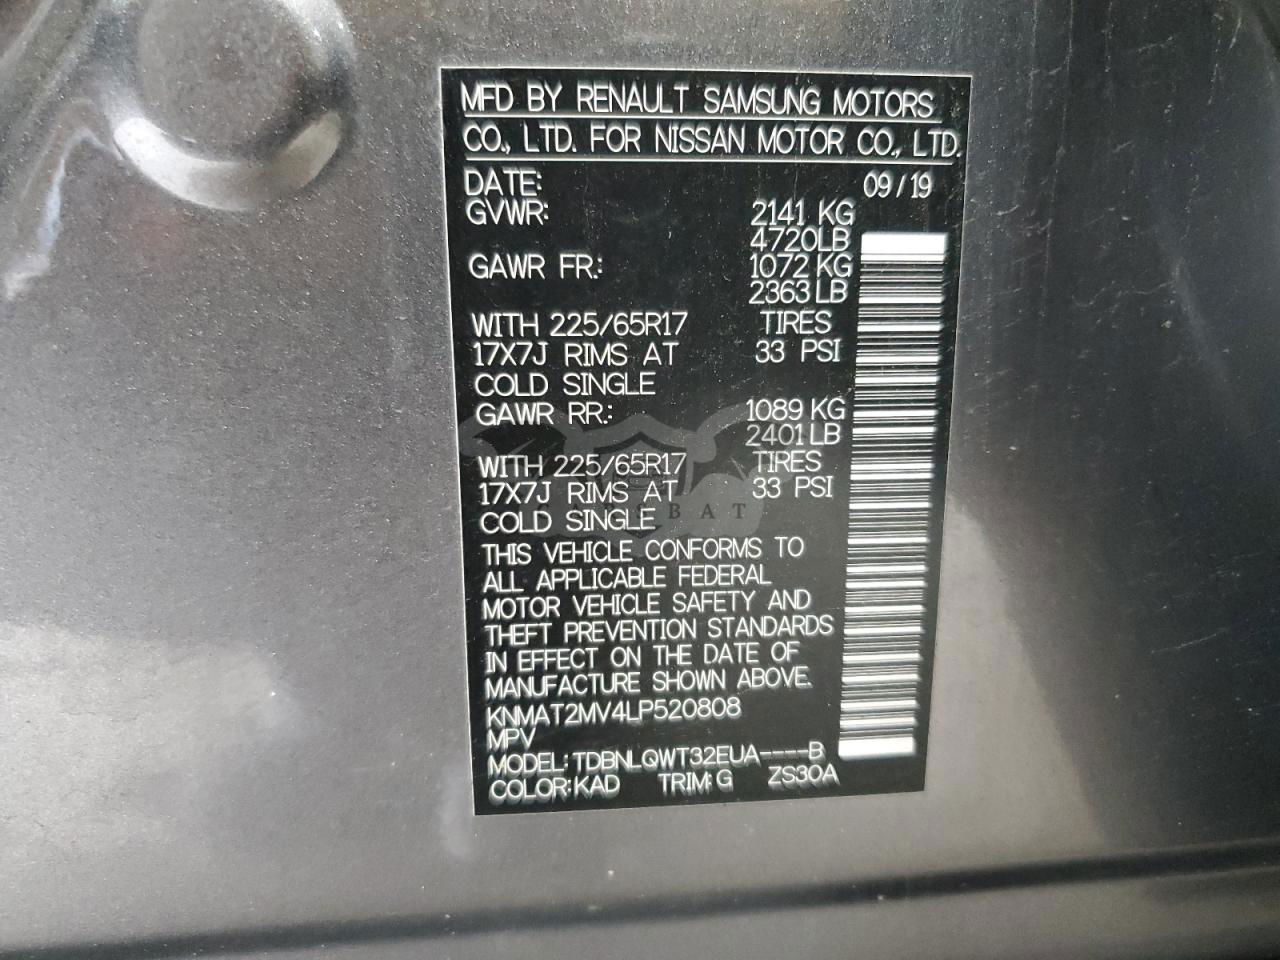 MFD BY RENAULT SAMSUNG MOTORS
CO., LTD. FOR NISSAN MOTOR CO., LTD.
DATE: 09 / 19
GVWR: 2141 KG
4720LB
GAWR FR.: 1072 KG
2363 LB
WITH 225/65R17 TIRES
17X7J RIMS AT 33 PSI
COLD SINGLE
GAWR RR.: 1089 KG
2401 LB
WITH 225/65R17 TIRES
17X7J RIMS AT 33 PSI
CARSBAT
COLD SINGLE
THIS VEHICLE CONFORMS TO
ALL APPLICABLE FEDERAL
MOTOR VEHICLE SAFETY AND
THEFT PREVENTION STANDARDS
IN EFFECT ON THE DATE OF
MANUFACTURE SHOWN ABOVE.
KNMAT2MV4LP520808
MPV
MODEL: TDBNLQWT32EUA----B
COLOR: KAD TRIM: G ZS30A